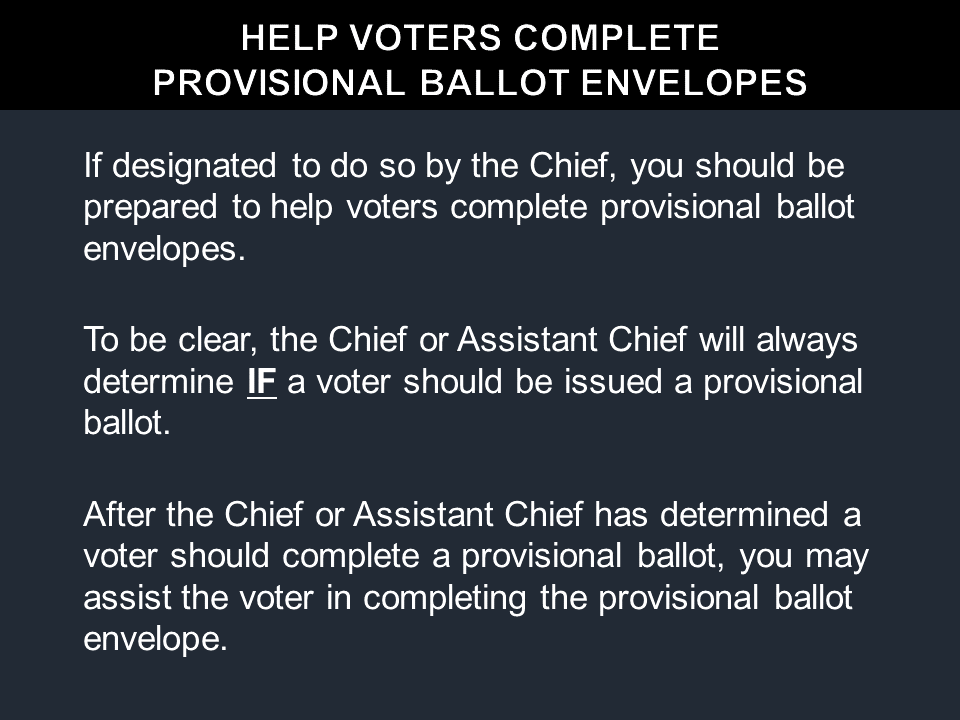 HELP VOTERS COMPLETE
PROVISIONAL BALLOT ENVELOPES
If designated to do so by the Chief, you should be
prepared to help voters complete provisional ballot
envelopes.
To be clear, the Chief or Assistant Chief will always
determine IF a voter should be issued a provisional
ballot.
After the Chief or Assistant Chief has determined a
voter should complete a provisional ballot, you may
assist the voter in completing the provisional ballot
envelope.